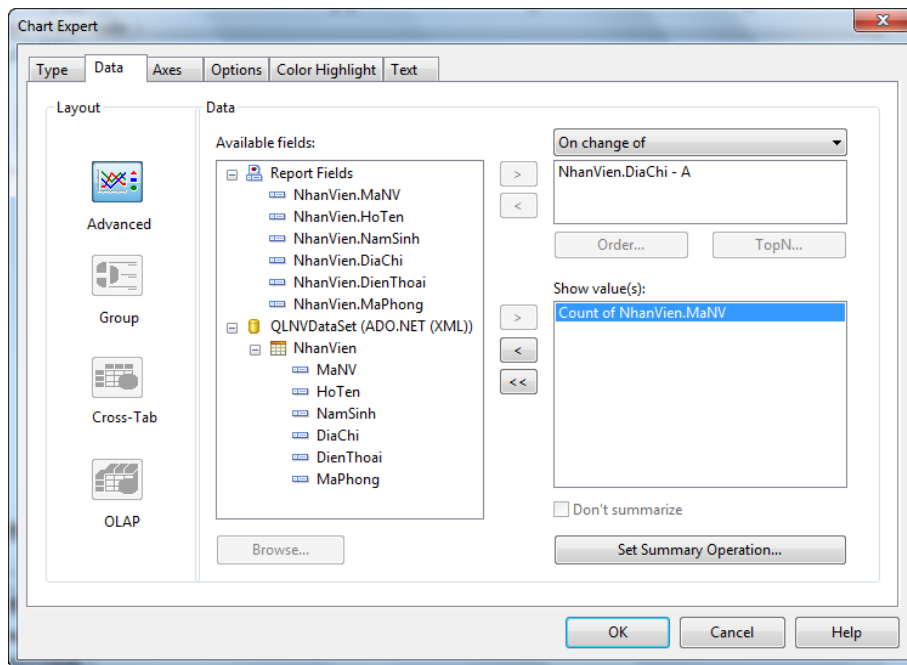 Chart Expert
X
Type Data Axes Options Color Highlight Text
Layout
Advanced
Group
Cross-Tab
OLAP
Data
Available fields:
Report Fields
NhanVien.MaNV
NhanVien.HoTen
NhanVien.NamSinh
NhanVien.DiaChi
NhanVien.DienThoai
NhanVien.MaPhong
QLNVDataSet (ADO.NET (XML))
NhanVien
MaNV
HoTen
NamSinh
DiaChi
DienThoai
MaPhong
Browse...
>
<
>
<
<<
On change of
NhanVien.DiaChi - A
Order... TopN...
Show value(s):
Count of NhanVien.MaNV
Don't summarize
Set Summary Operation...
OK Cancel Help